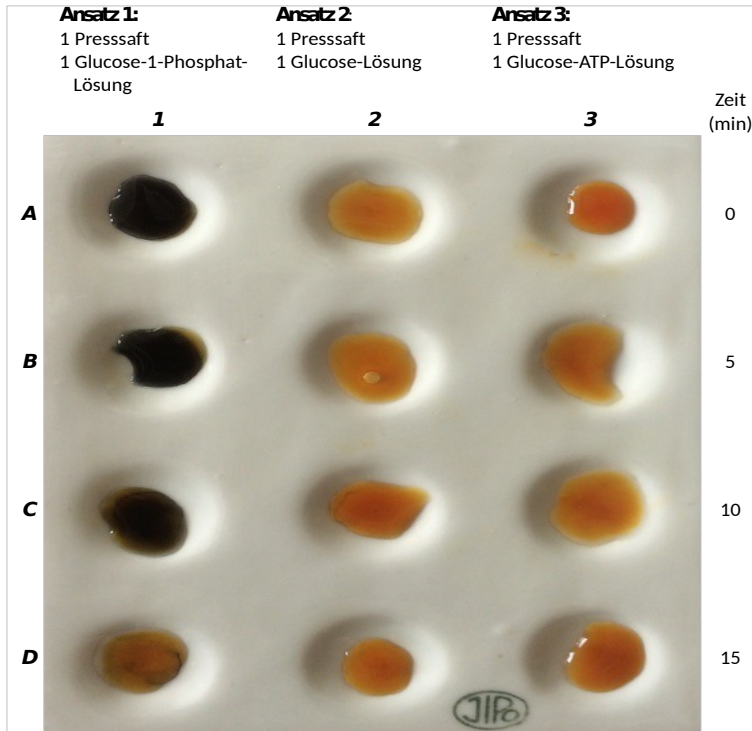 Ansatz 1:
1 Presssaft
1 Glucose-1-Phosphat-
Lösung
Ansatz 2:
1 Presssaft
1 Glucose-Lösung
Ansatz 3:
1 Presssaft
1 Glucose-ATP-Lösung
Zeit
(min)
1 2 3
A 0
B 5
C 10
D 15
JIPo